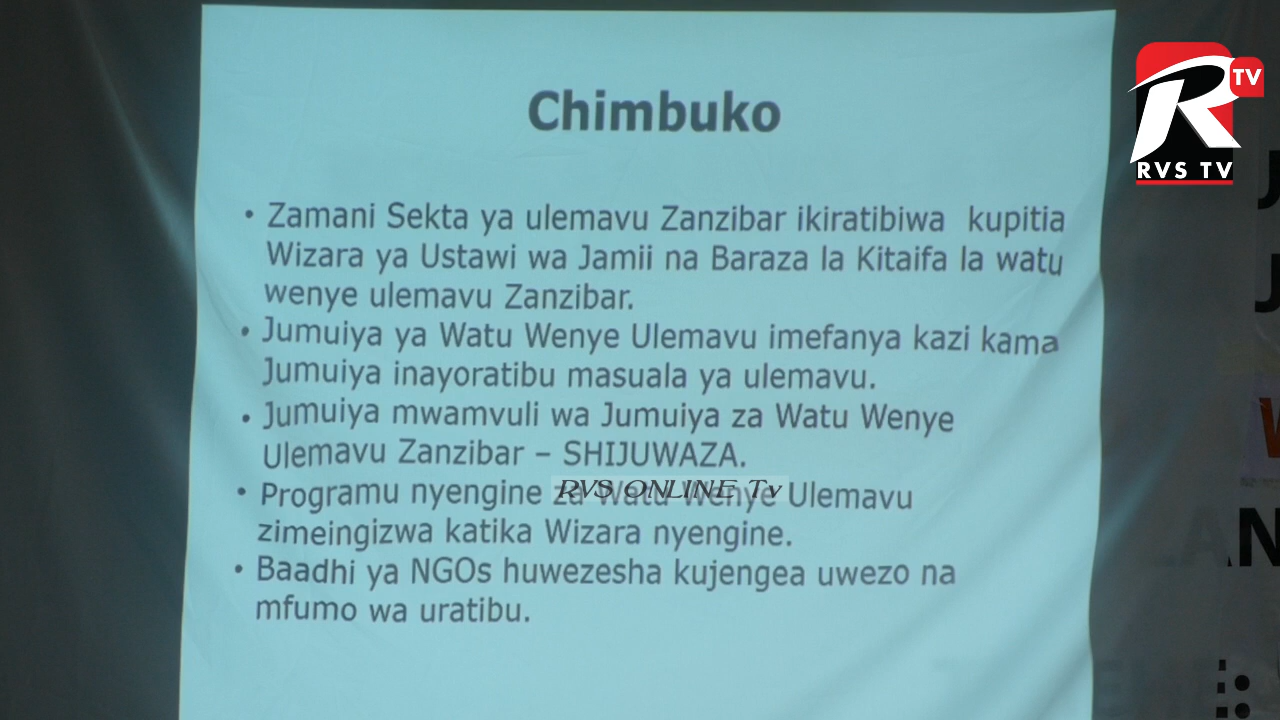 Chimbuko
• Zamani Sekta ya ulemavu Zanzibar ikiratibiwa kupitia
Wizara ya Ustawi wa Jamii na Baraza la Kitaifa la watu
wenye ulemavu Zanzibar.
• Jumuiya ya Watu Wenye Ulemavu imefanya kazi kama
Jumuiya inayoratibu masuala ya ulemavu.
• Jumuiya mwamvuli wa Jumuiya za Watu Wenye
Ulemavu Zanzibar – SHIJUWAZA.
• Programu nyengine za Watu Wenye Ulemavu
zimeingizwa katika Wizara nyengine.
• Baadhi ya NGOs huwezesha kujengea uwezo na
mfumo wa uratibu.
RVS ONLINE Tv
R TV
RVS TV